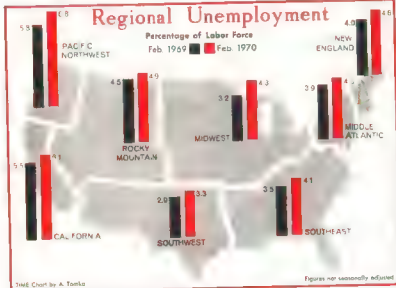 Regional Unemployment
Percentage of Labor Force
Feb. 1969 Feb. 1970
5.8
6.8
PACIFIC
NORTHWEST
4.5
4.9
ROCKY
MOUNTAIN
3.2
4.3
MIDWEST
4.0
4.6
NEW
ENGLAND
3.9
MIDDLE
ATLANTIC
5.5
6.1
CALIFORNIA
2.9
3.3
SOUTHWEST
3.5
4.1
SOUTHEAST
TIME Chart by A. Tomko
Figures not seasonally adjusted